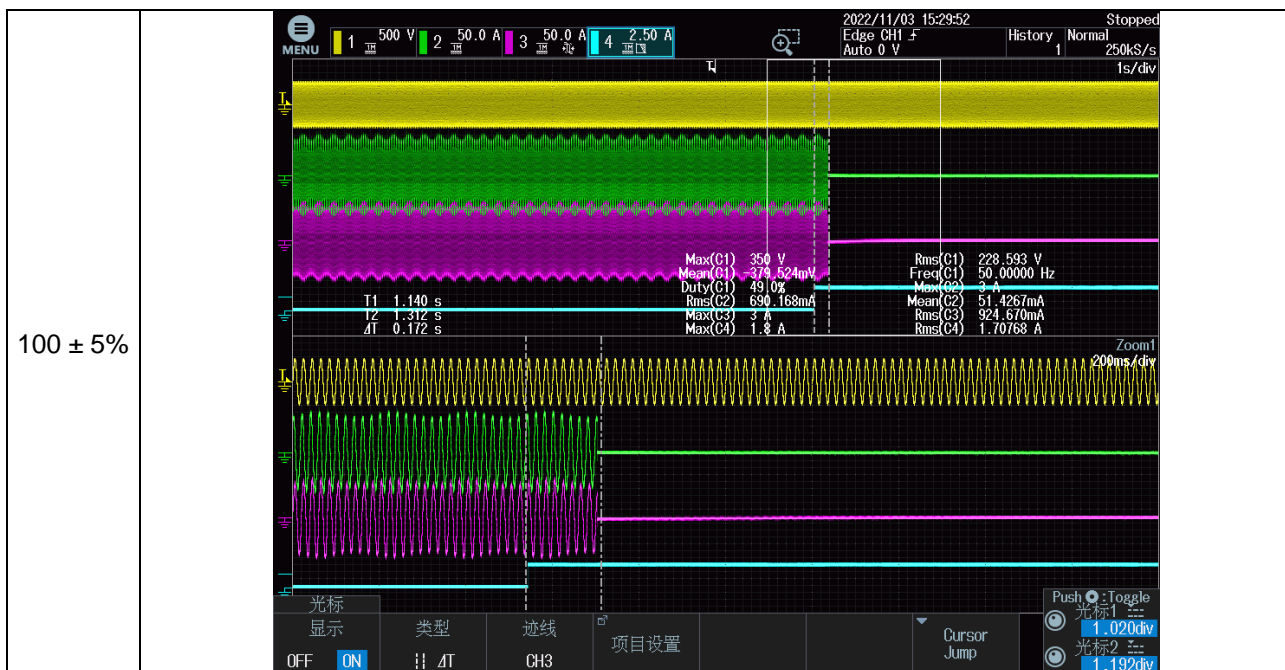 2022/11/03 15:29:52 Stopped
MENU 1 1M 500 V 2 1M 50.0 A 3 1M 50.0 A 4 1M 2.50 A Edge CH1 History Normal
Auto 0 V 1 250kS/s
T 1s/div
T
Max(C1) 350 V Rms(C1) 228.593 V
Mean(C1) -379.524mV Freq(C1) 50.00000 Hz
Duty(C1) 49.0% Max(C2) 3 A
T1 1.140 s Rms(C2) 690.168mA Mean(C2) 51.4267mA
T2 1.312 s Max(C3) 3 A Rms(C3) 924.670mA
ΔT 0.172 s Max(C4) 1.8 A Rms(C4) 1.70768 A
100 ± 5%
Zoom1
200ms/div
T
光标 Push :Toggle
显示 类型 迹线 项目设置 Cursor Jump 光标1
1.020div
OFF ON ΔT CH3 光标2
1.192div